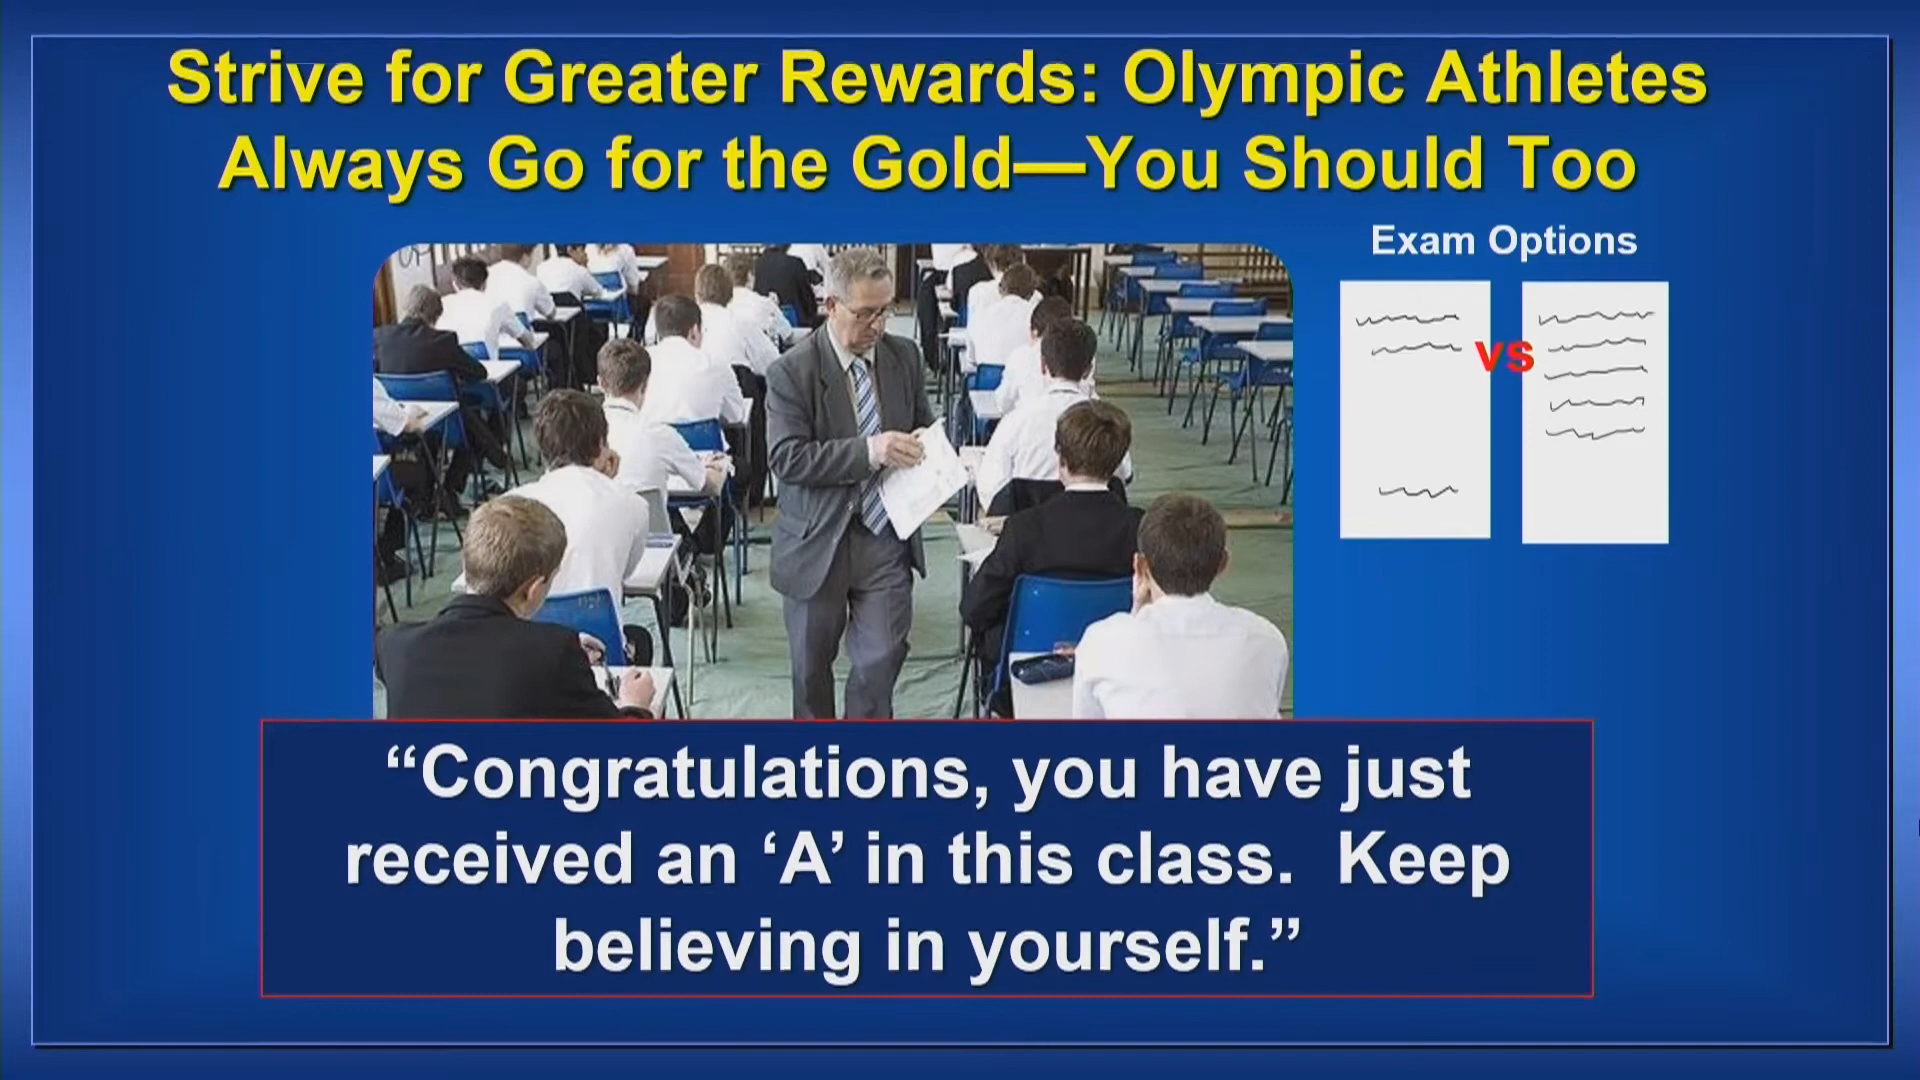 Strive for Greater Rewards: Olympic Athletes
Always Go for the Gold—You Should Too
Exam Options
vs
“Congratulations, you have just
received an ‘A’ in this class.  Keep
believing in yourself.”